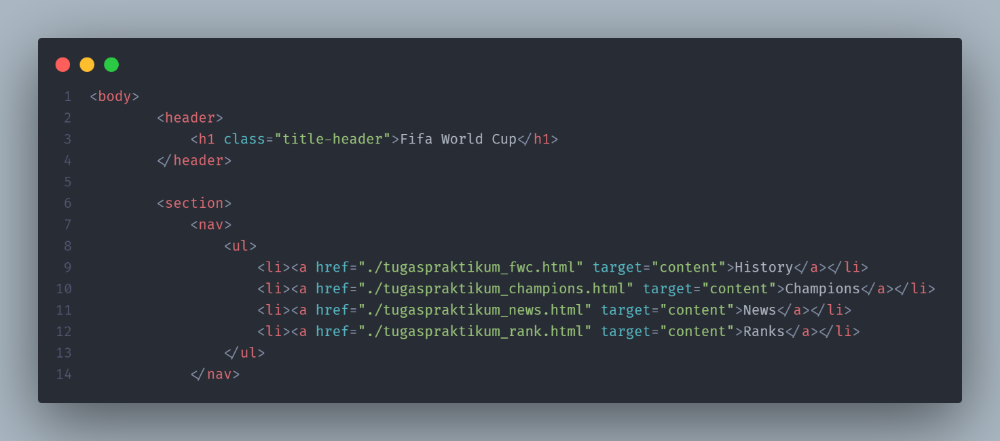 1 <body>
2         <header>
3             <h1 class="title-header">Fifa World Cup</h1>
4         </header>
5
6         <section>
7             <nav>
8                 <ul>
9                     <li><a href="./tugaspraktikum_fwc.html" target="content">History</a></li>
10                     <li><a href="./tugaspraktikum_champions.html" target="content">Champions</a></li>
11                     <li><a href="./tugaspraktikum_news.html" target="content">News</a></li>
12                     <li><a href="./tugaspraktikum_rank.html" target="content">Ranks</a></li>
13                 </ul>
14             </nav>